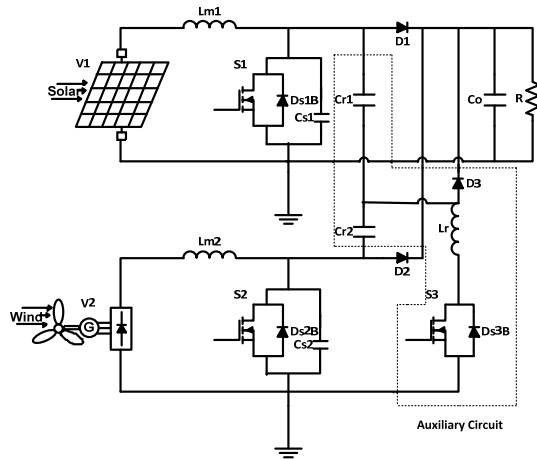 Lm1
D1
V1
S1
Solar
Ds1B
Cs1
Cr1
Co
R
D3
Cr2
Lr
Lm2
D2
V2
S2
S3
Wind
G
Ds2B
Cs2
Ds3B
Auxiliary Circuit